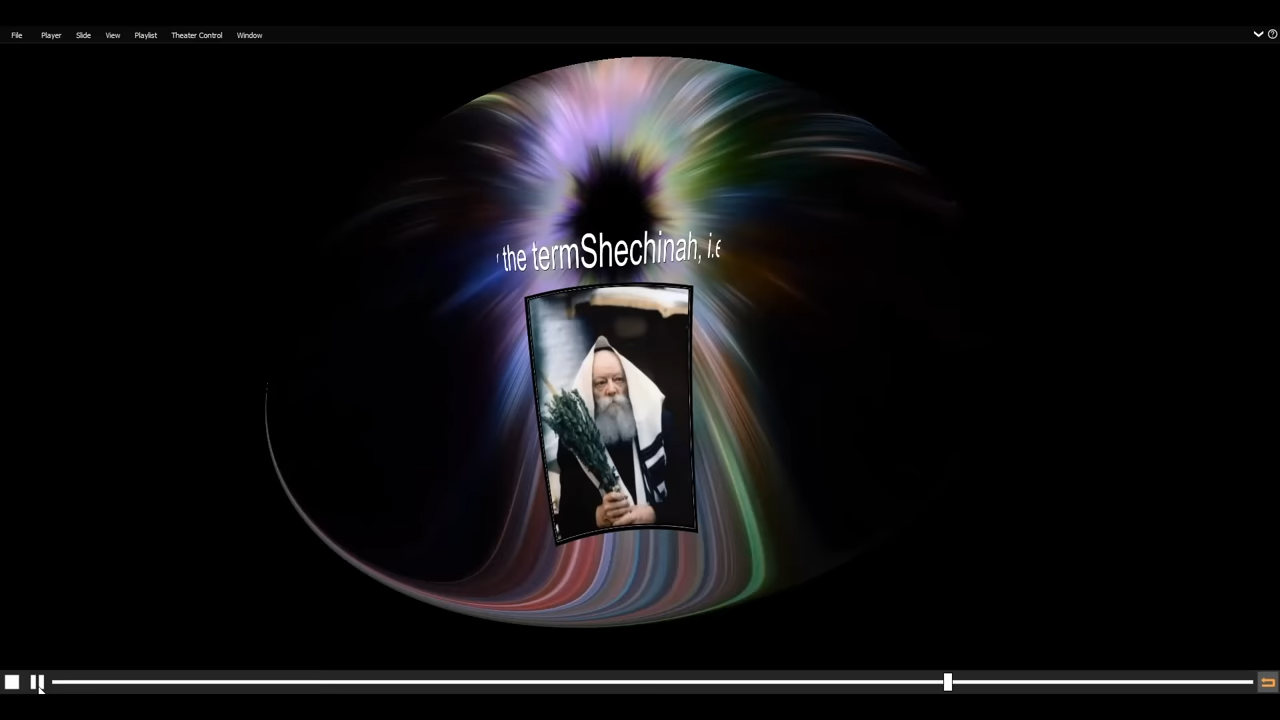 File Player Slide View Playlist Theater Control Window
the termShechinah, i.e